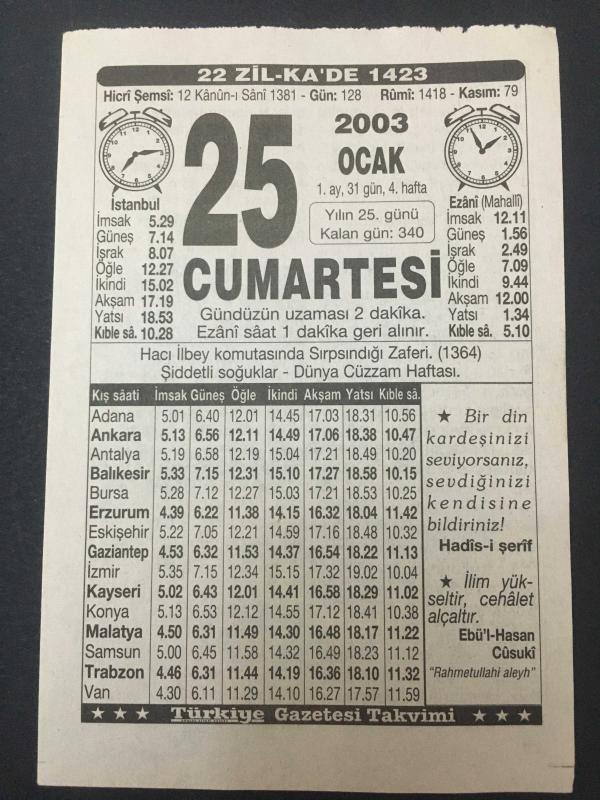 22 ZİL-KA'DE 1423
Hicrî Şemsî: 12 Kânûn-ı Sânî 1381 - Gün: 128 Rûmî: 1418 - Kasım: 79
25
2003
OCAK
1. ay, 31 gün, 4. hafta
Yılın 25. günü
Kalan gün: 340
CUMARTESİ
Gündüzün uzaması 2 dakîka.
Ezanî sâat 1 dakîka geri alınır.
İstanbul
İmsak 5.29
Güneş 7.14
İşrak 8.07
Öğle 12.27
İkindi 15.02
Akşam 17.19
Yatsı 18.53
Kıble sâ. 10.28
Ezânî (Mahallî)
İmsak 12.11
Güneş 1.56
İşrak 2.49
Öğle 7.09
İkindi 9.44
Akşam 12.00
Yatsı 1.34
Kıble sâ. 5.10
Hacı İlbey komutasında Sırpsındığı Zaferi. (1364)
Şiddetli soğuklar - Dünya Cüzzam Haftası.
Kış sâati İmsak Güneş Öğle İkindi Akşam Yatsı Kıble sâ.
Adana 5.01 6.40 12.01 14.45 17.03 18.31 10.56
Ankara 5.13 6.56 12.11 14.49 17.06 18.38 10.47
Antalya 5.19 6.58 12.19 15.04 17.21 18.49 10.20
Balıkesir 5.33 7.15 12.31 15.10 17.27 18.58 10.15
Bursa 5.28 7.12 12.27 15.03 17.21 18.53 10.25
Erzurum 4.39 6.22 11.38 14.15 16.32 18.04 11.42
Eskişehir 5.22 7.05 12.21 14.59 17.16 18.48 10.32
Gaziantep 4.53 6.32 11.53 14.37 16.54 18.22 11.13
İzmir 5.35 7.15 12.34 15.15 17.32 19.02 10.04
Kayseri 5.02 6.43 12.01 14.41 16.58 18.29 11.02
Konya 5.13 6.53 12.12 14.55 17.12 18.41 10.38
Malatya 4.50 6.31 11.49 14.30 16.48 18.17 11.22
Samsun 5.00 6.45 11.58 14.32 16.49 18.23 11.12
Trabzon 4.46 6.31 11.44 14.19 16.36 18.10 11.32
Van 4.30 6.11 11.29 14.10 16.27 17.57 11.59
★ Bir din
kardeşinizi
seviyorsanız,
sevdiğinizi
kendisine
bildiriniz!
Hadîs-i şerîf
★ İlim yük-
seltir, cehâlet
alçaltır.
Ebü'l-Hasan
Cûsukî
"Rahmetullahi aleyh"
★ ★ ★ Türkiye Gazetesi Takvimi ★ ★ ★